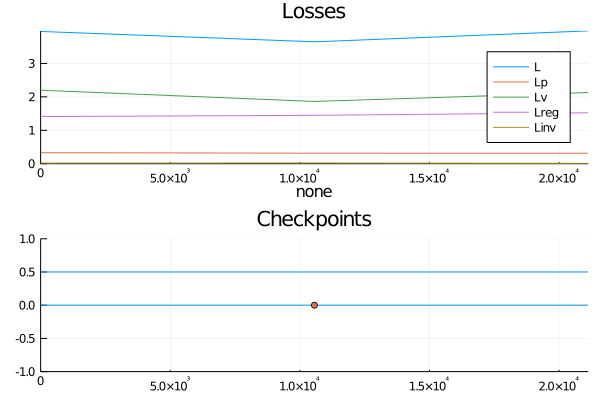 Losses
3
2
1
0
L
Lp
Lv
Lreg
Linv
0 5.0×10³ 1.0×10⁴ 1.5×10⁴ 2.0×10⁴
none
Checkpoints
1.0
0.5
0.0
-0.5
-1.0
0 5.0×10³ 1.0×10⁴ 1.5×10⁴ 2.0×10⁴